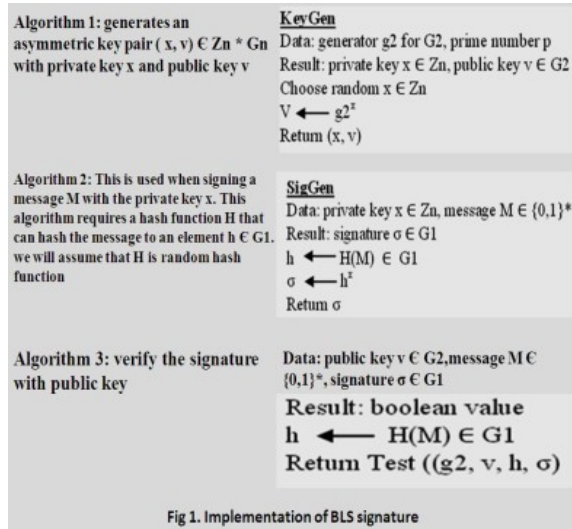 Algorithm 1: generates an
asymmetric key pair ( x, v) Є Zn * Gn
with private key x and public key v
KeyGen
Data: generator g2 for G2, prime number p
Result: private key x ∈ Zn, public key v ∈ G2
Choose random x ∈ Zn
V ← g2ˣ
Return (x, v)
Algorithm 2: This is used when signing a
message M with the private key x. This
algorithm requires a hash function H that
can hash the message to an element h Є G1.
we will assume that H is random hash
function
SigGen
Data: private key x ∈ Zn, message M ∈ {0,1}*
Result: signature σ ∈ G1
h ← H(M) ∈ G1
σ ← hˣ
Return σ
Algorithm 3: verify the signature
with public key
Data: public key v Є G2,message M Є
{0,1}*, signature σ Є G1
Result: boolean value
h ← H(M) ∈ G1
Return Test ((g2, v, h, σ)
Fig 1. Implementation of BLS signature